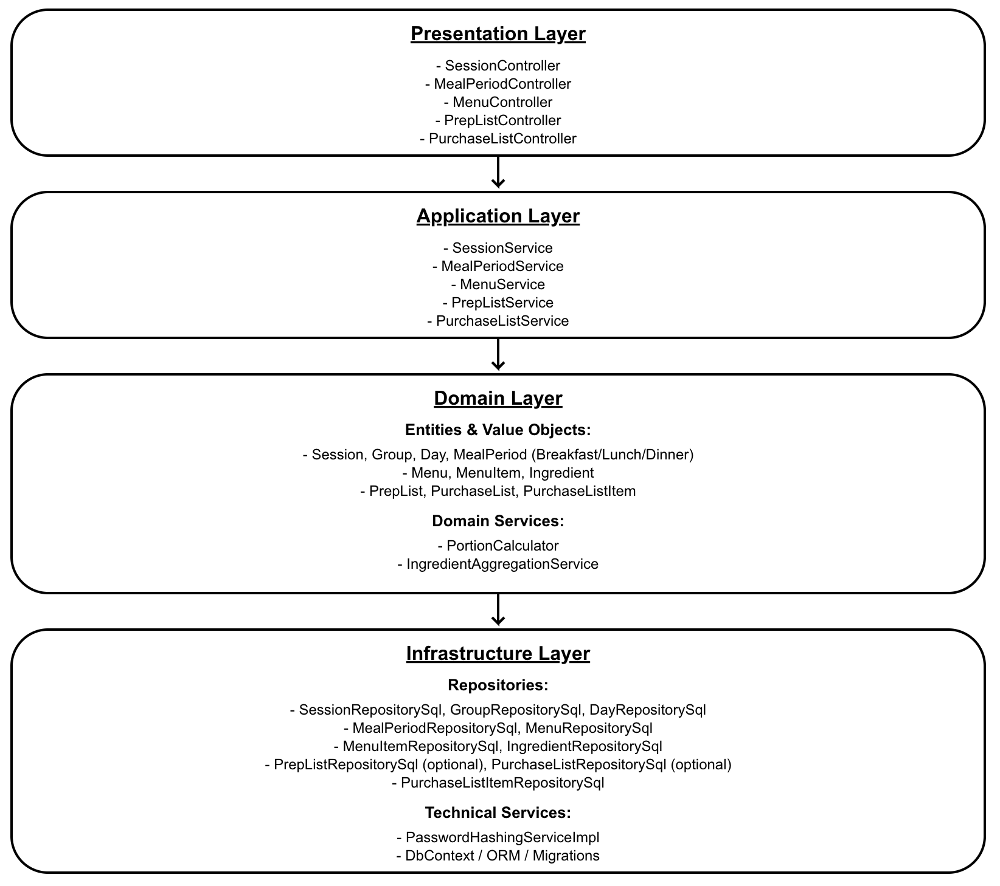 Presentation Layer
- SessionController
- MealPeriodController
- MenuController
- PrepListController
- PurchaseListController
Application Layer
- SessionService
- MealPeriodService
- MenuService
- PrepListService
- PurchaseListService
Domain Layer
Entities & Value Objects:
- Session, Group, Day, MealPeriod (Breakfast/Lunch/Dinner)
- Menu, MenuItem, Ingredient
- PrepList, PurchaseList, PurchaseListItem
Domain Services:
- PortionCalculator
- IngredientAggregationService
Infrastructure Layer
Repositories:
- SessionRepositorySql, GroupRepositorySql, DayRepositorySql
- MealPeriodRepositorySql, MenuRepositorySql
- MenuItemRepositorySql, IngredientRepositorySql
- PrepListRepositorySql (optional), PurchaseListRepositorySql (optional)
- PurchaseListItemRepositorySql
Technical Services:
- PasswordHashingServiceImpl
- DbContext / ORM / Migrations